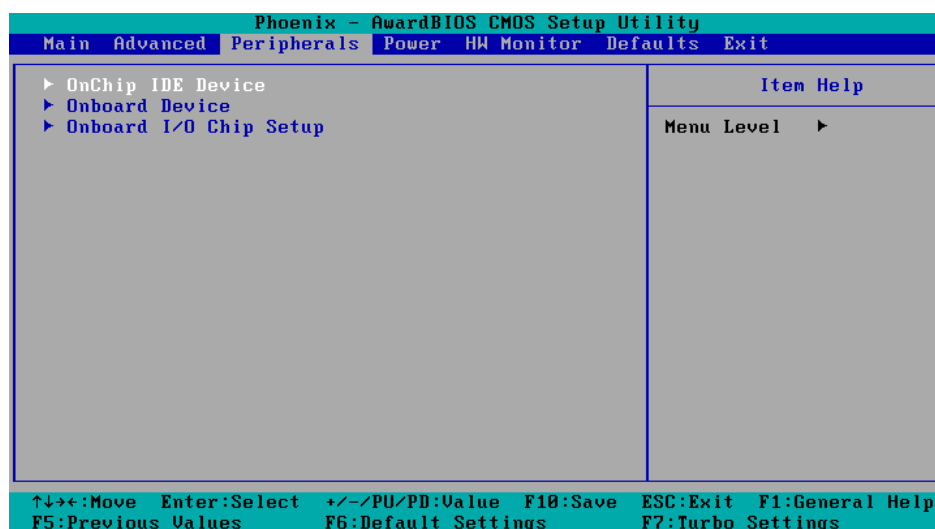 Phoenix - AwardBIOS CMOS Setup Utility
Main Advanced Peripherals Power HW Monitor Defaults Exit
► OnChip IDE Device
► Onboard Device
► Onboard I/O Chip Setup
Item Help
Menu Level ►
↑↓→←:Move Enter:Select +/-/PU/PD:Value F10:Save ESC:Exit F1:General Help
F5:Previous Values F6:Default Settings F7:Turbo Settings